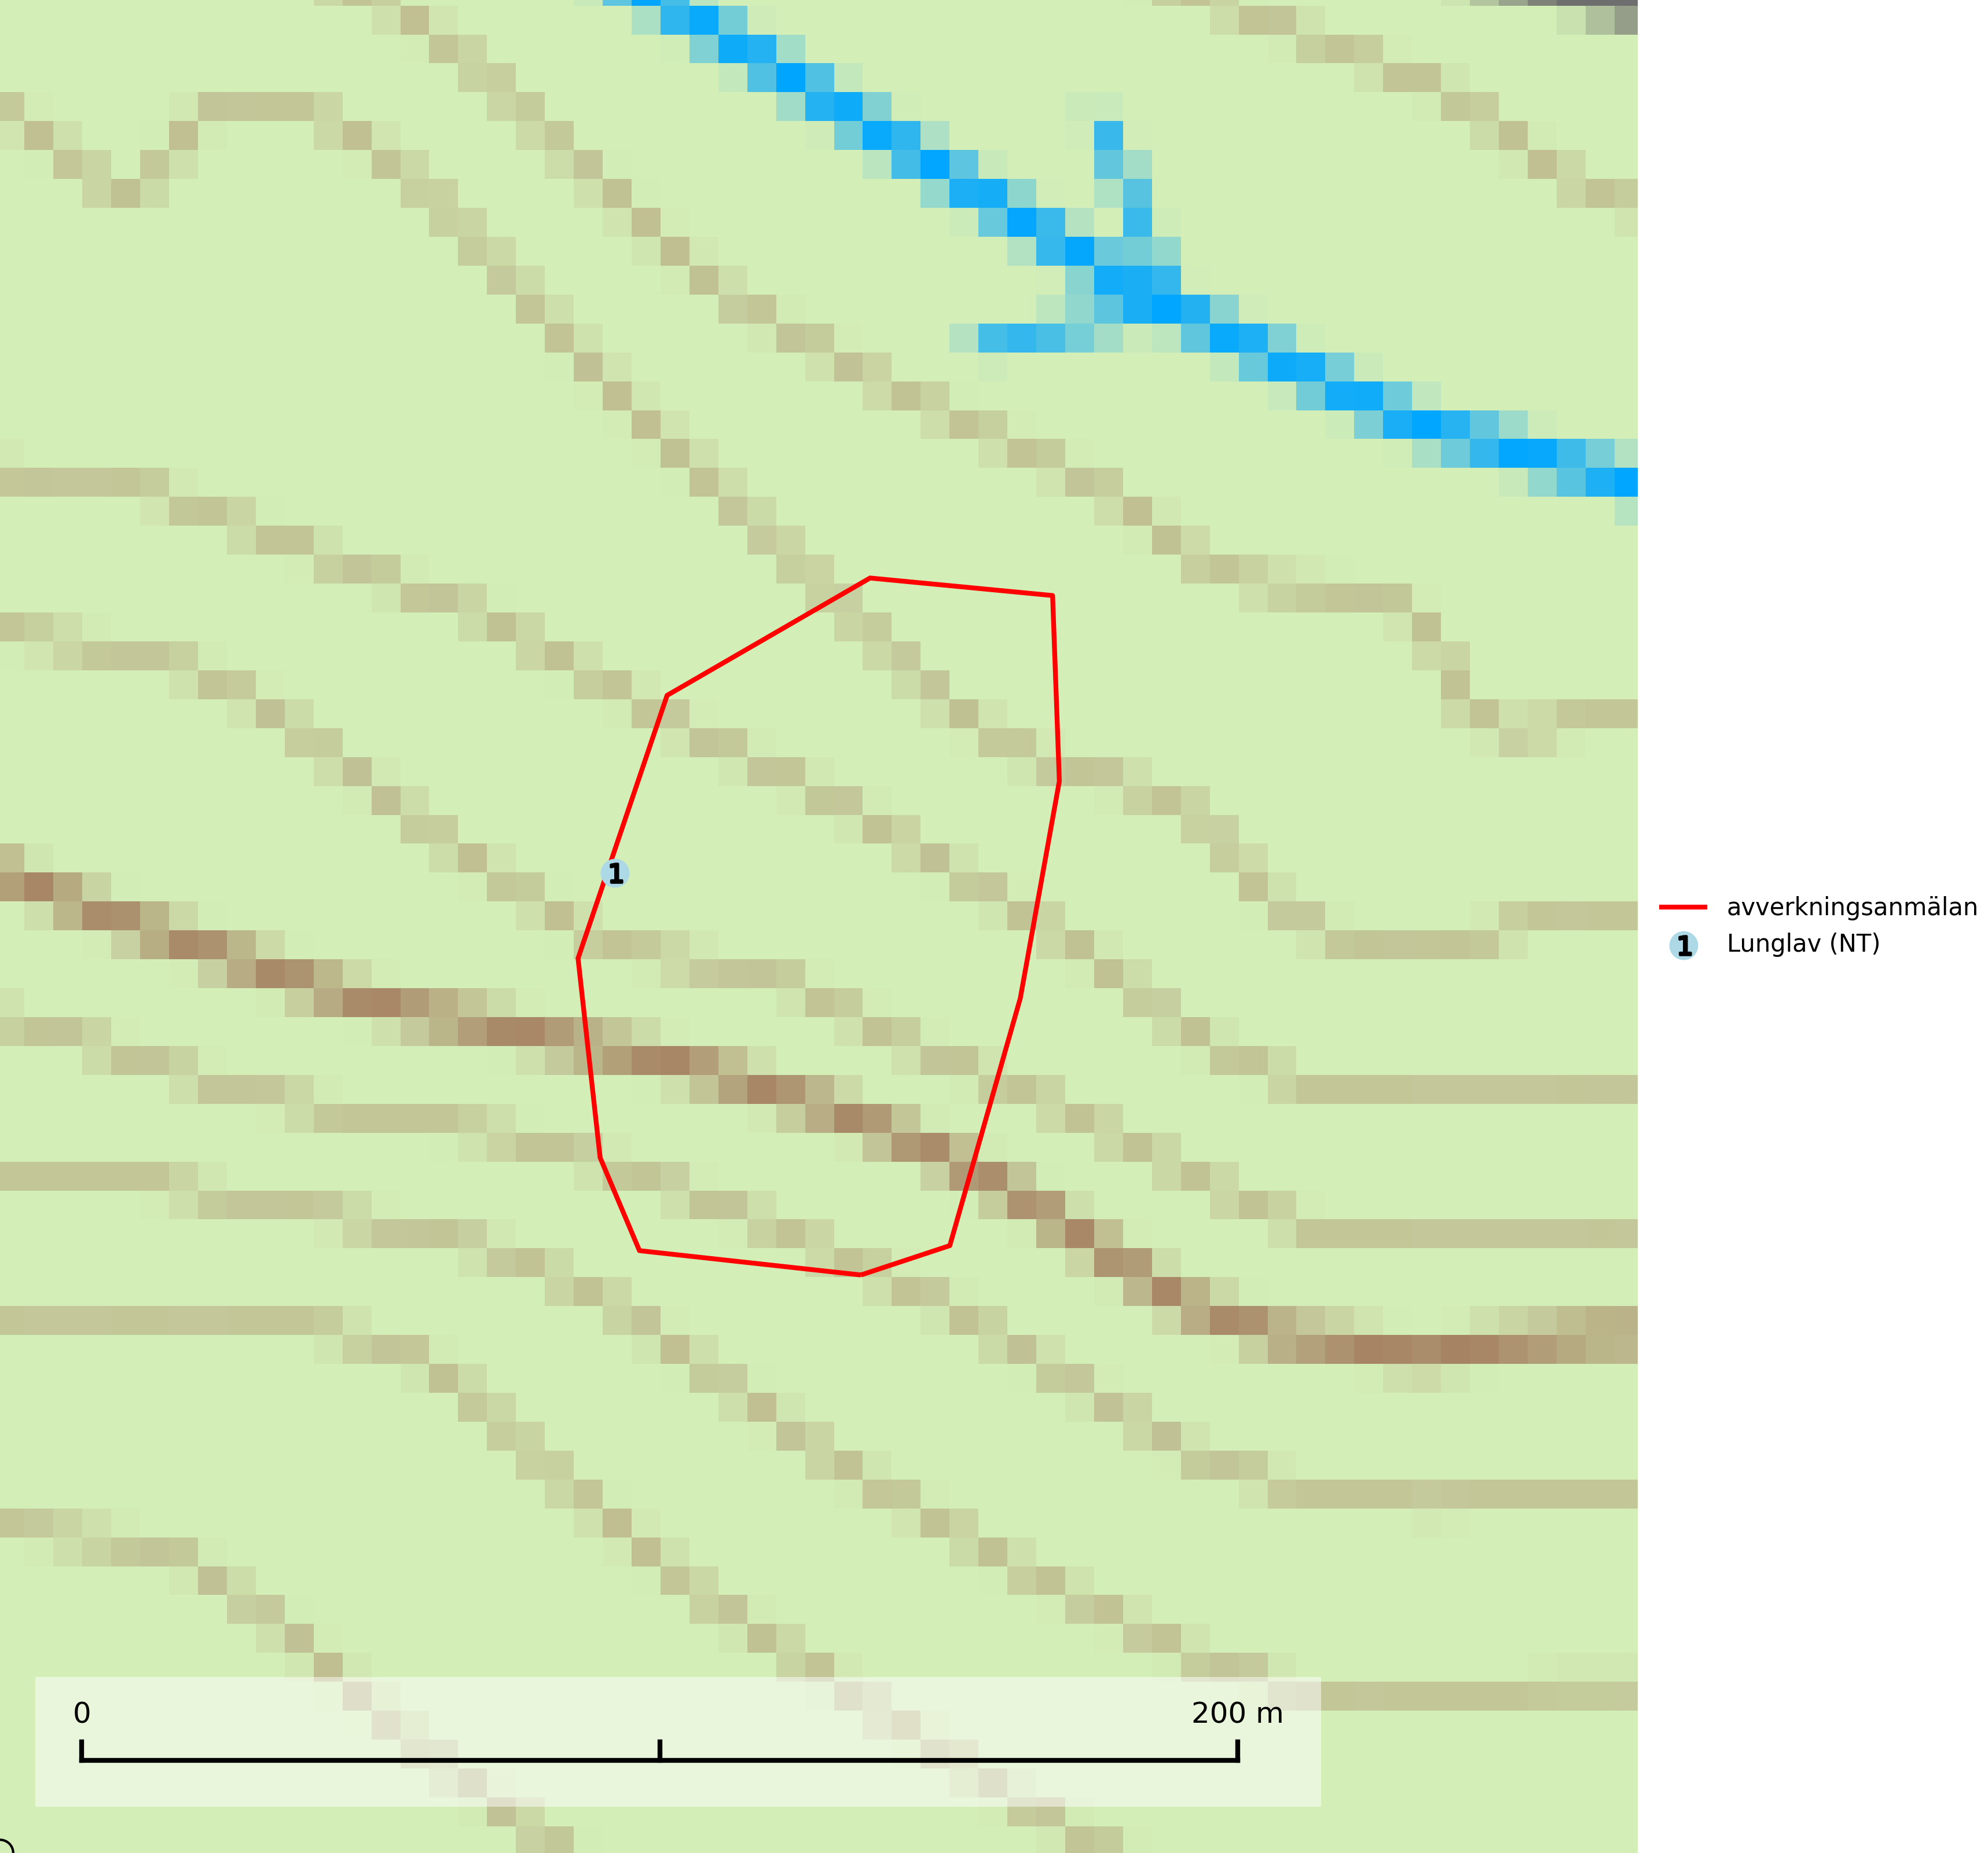 1
avverkningsanmälan
1 Lunglav (NT)
0 200 m